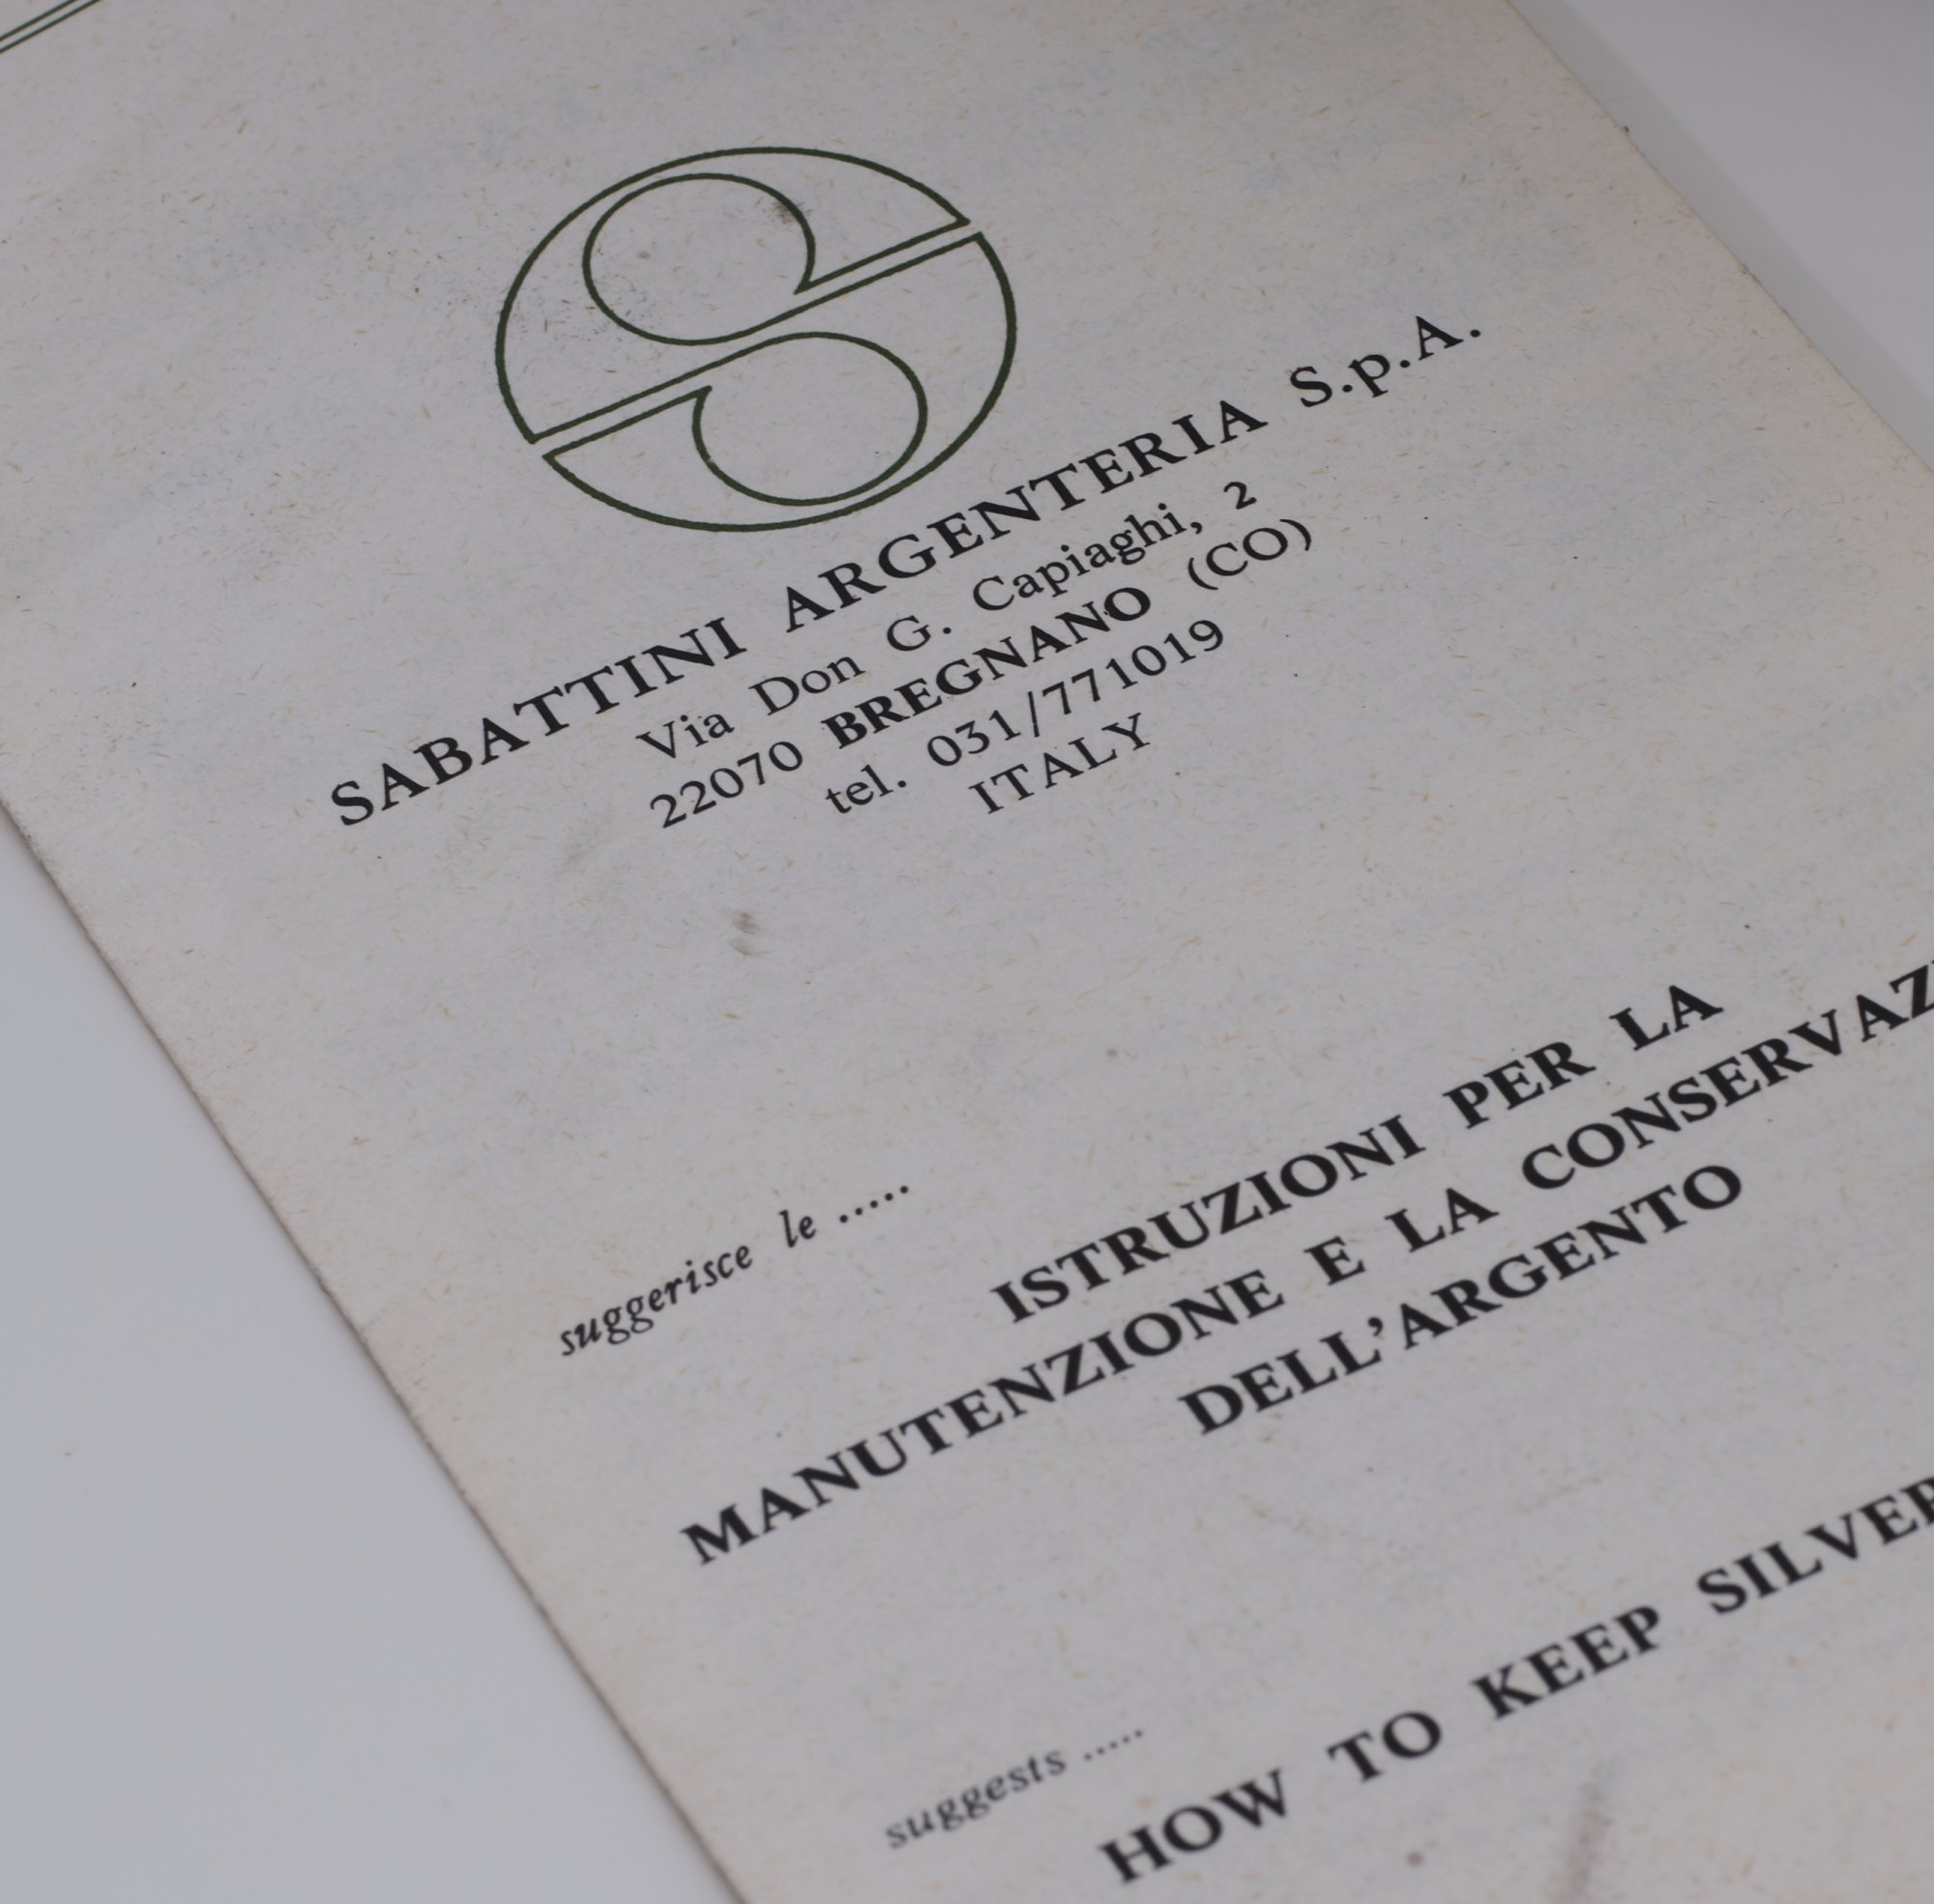 SABATTINI ARGENTERIA S.p.A.
Via Don G. Capiaghi, 2
22070 BREGNANO (CO)
tel. 031/771019
ITALY
suggerisce le .....
ISTRUZIONI PER LA
MANUTENZIONE E LA CONSERVAZ
DELL'ARGENTO
suggests .....
HOW TO KEEP SILVER